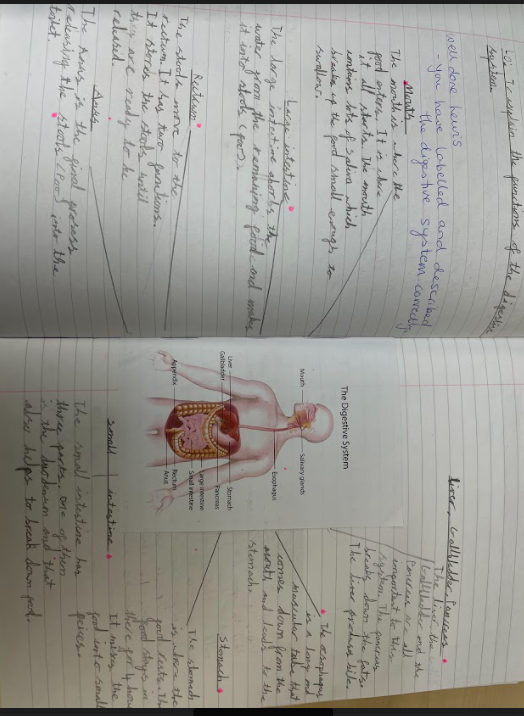 L.o. To explain the functions of the digestive
system
well done Lewis
- you have labelled and described
the digestive system correctly.
Mouth
The mouth is where the
food enters. It is where
it all starts. The mouth
contains lots of saliva which
breaks up the food small enough to
swallow.
Large intestine
The large intestine absorbs the
water from the remaining food and makes
it into stools (poo).
Rectum
The stools move to the
rectum. It has two functions.
It stores the stools until
they are ready to be
released.
Anus
The Anus is the final process
releasing the stools (poo) into the
toilet.
Liver, Gallbladder, Pancreas
The liver, the
Gallbladder and the
Pancreas are all
important to this
system. The pancreas
breaks down the fats.
The liver produce bile.
The Digestive System
Mouth
Salivary glands
Esophagus
Liver
Gallbladder
Stomach
Pancreas
Large intestine
Small intestine
Appendix
Rectum
Anus
The esophagus
is a long and
muscular tube that
comes down from the
mouth and leads to the
stomach.
Stomach
The stomach
is where the
food rests. The
food stays in
there for 4 hours
It mixes the
food into small
peices.
Small intestine
The small intestine has
three parts. one of them
is the duodenum and that
also helps to break down food.